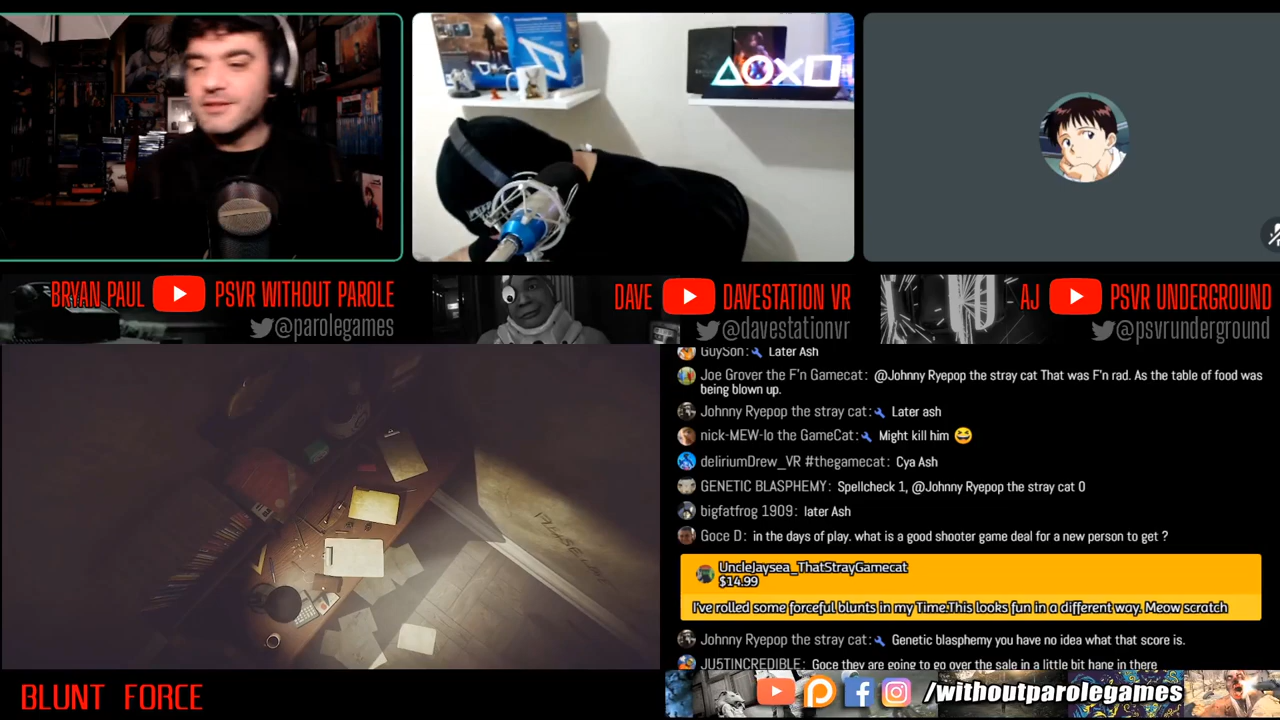 BRYAN PAUL PSVR WITHOUT PAROLE
@parolegames
DAVE DAVESTATION VR
@davestationvr
AJ PSVR UNDERGROUND
@psvrunderground
GuySon: Later Ash
Joe Grover the F'n Gamecat: @Johnny Ryepop the stray cat That was F'n rad. As the table of food was
being blown up.
Johnny Ryepop the stray cat: Later ash
nick-MEW-lo the GameCat: Might kill him 😆
deliriumDrew_VR #thegamecat: Cya Ash
GENETIC BLASPHEMY: Spellcheck 1, @Johnny Ryepop the stray cat 0
bigfatfrog 1909: later Ash
Goce D: in the days of play. what is a good shooter game deal for a new person to get ?
UncleJaysea_ThatStrayGamecat
$14.99
I've rolled some forceful blunts in my Time.This looks fun in a different way. Meow scratch
Johnny Ryepop the stray cat: Genetic blasphemy you have no idea what that score is.
JU5TINCREDIBLE: Goce they are going to go over the sale in a little bit hang in there
PLEASE
BLUNT FORCE
/withoutparolegames